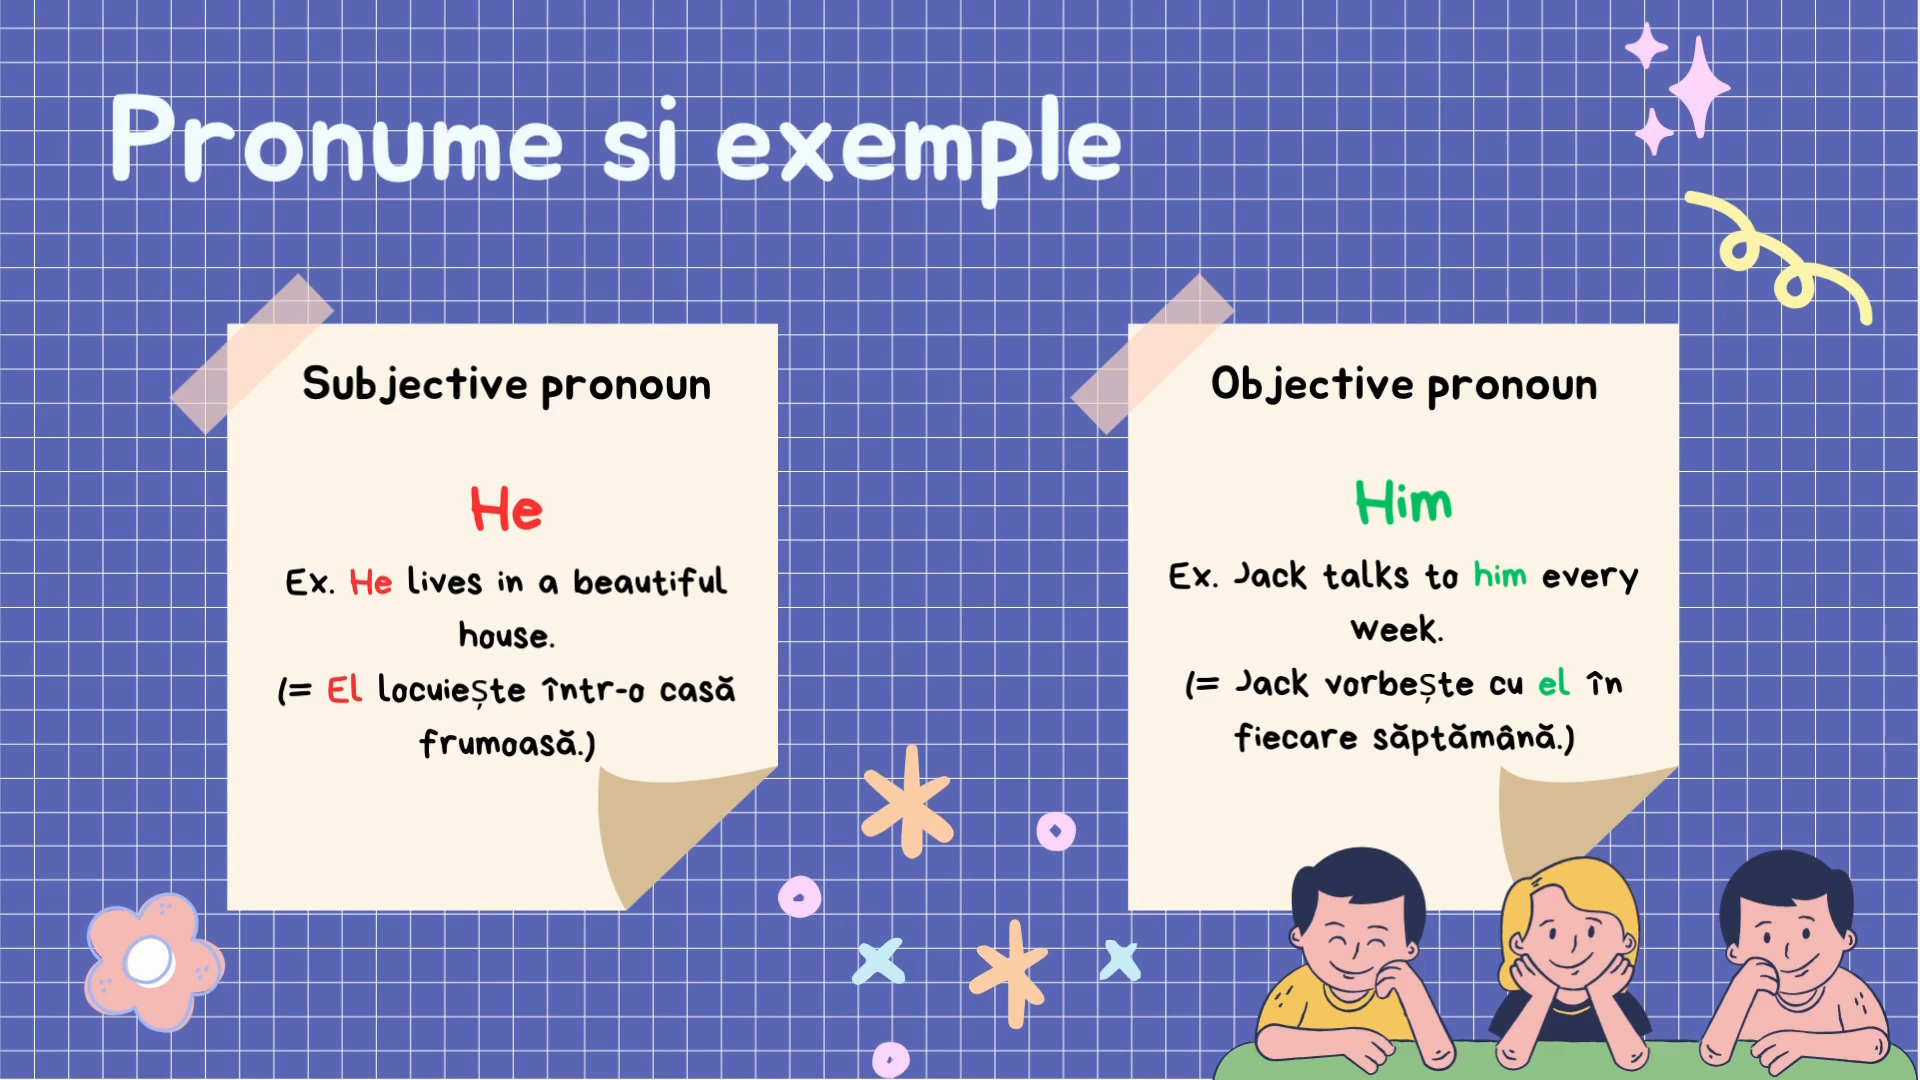 Pronume si exemple
Subjective pronoun
He
Ex. He lives in a beautiful
house.
(= El locuiește într-o casă
frumoasă.)
Objective pronoun
Him
Ex. Jack talks to him every
week.
(= Jack vorbește cu el în
fiecare săptămână.)